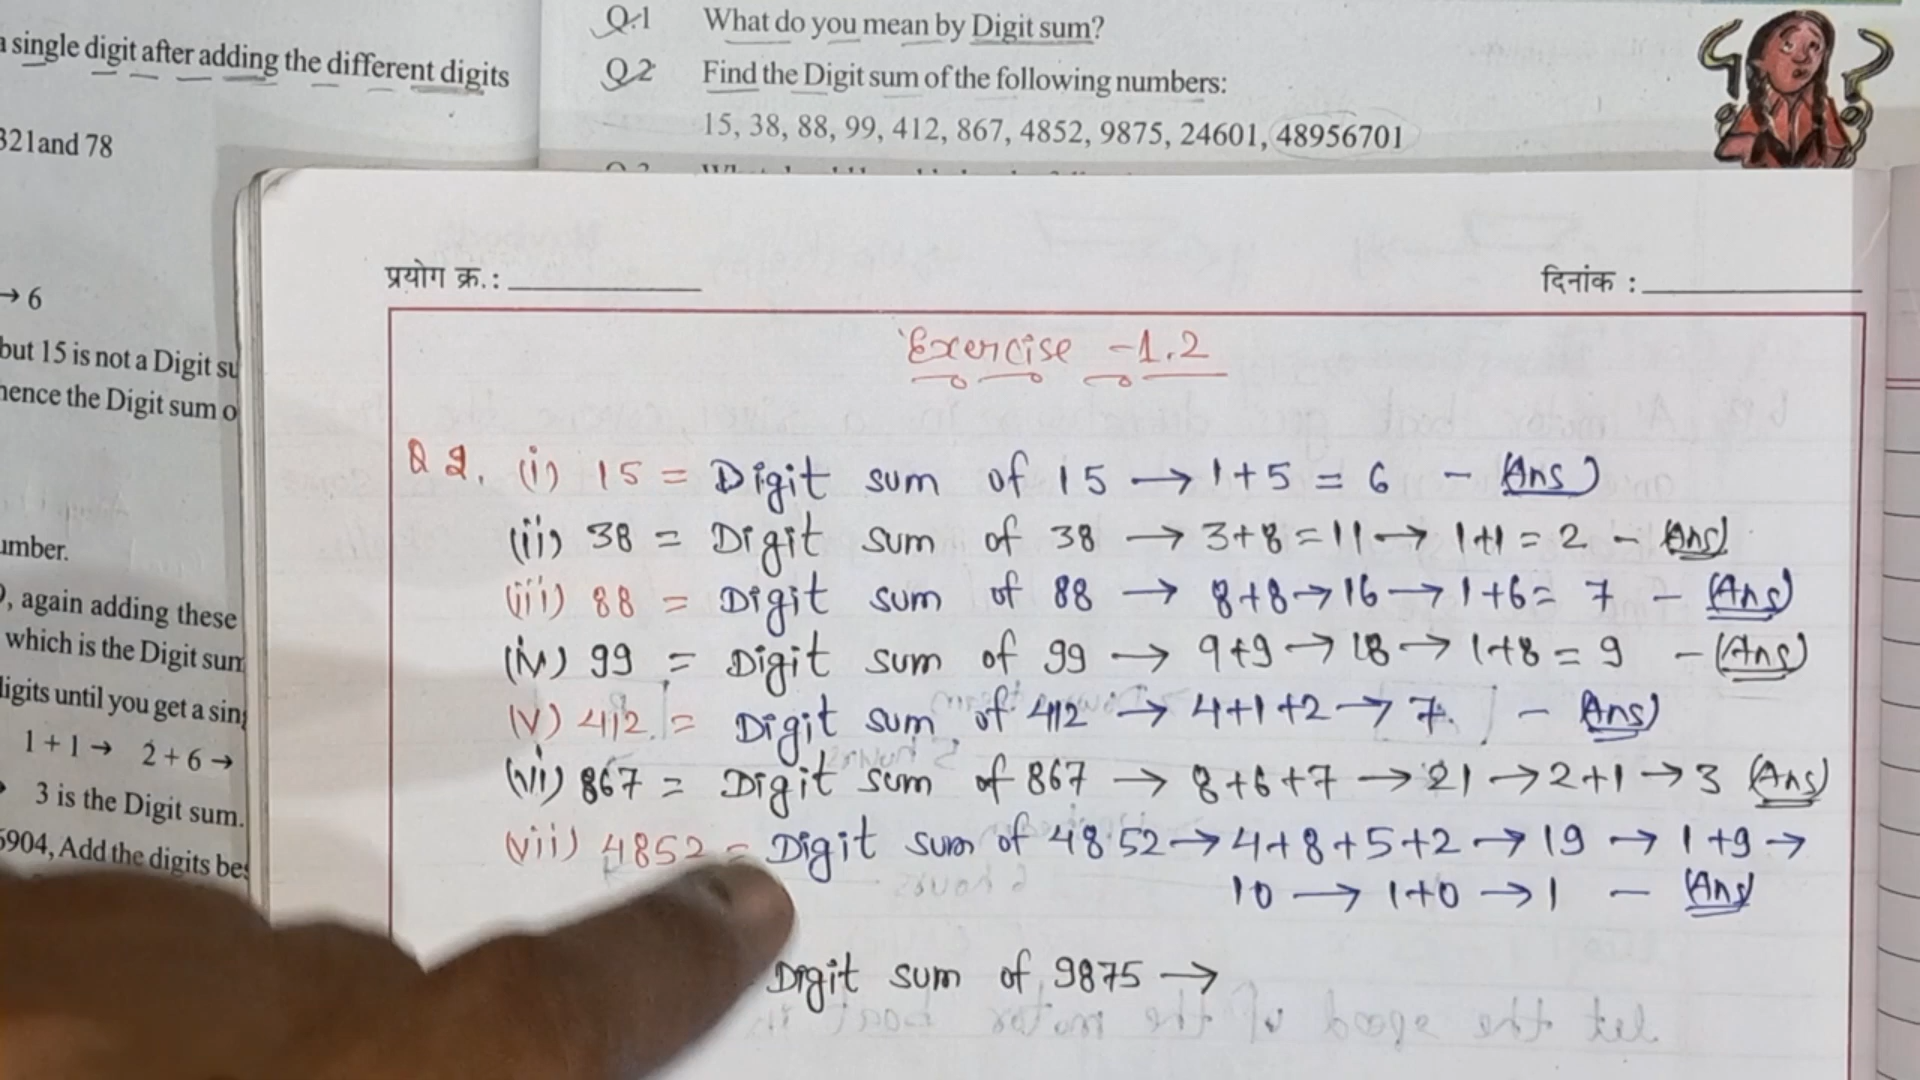 a single digit after adding the different digits
321and 78
→ 6
but 15 is not a Digit su
hence the Digit sum o
umber.
, again adding these
which is the Digit sum
digits until you get a sing
1 + 1 → 2 + 6 →
3 is the Digit sum.
5904, Add the digits bes
Q.1 What do you mean by Digit sum?
Q.2 Find the Digit sum of the following numbers:
15, 38, 88, 99, 412, 867, 4852, 9875, 24601, 48956701
प्रयोग क्र.: दिनांक :
Exercise - 1.2
Q 2. (i) 15 = Digit sum of 15 → 1+5 = 6 - (Ans)
(ii) 38 = Digit sum of 38 → 3+8 = 11 → 1+1 = 2 - (Ans)
(iii) 88 = Digit sum of 88 → 8+8 → 16 → 1+6 = 7 - (Ans)
(iv) 99 = Digit sum of 99 → 9+9 → 18 → 1+8 = 9 - (Ans)
(v) 412 = Digit sum of 412 → 4+1+2 → 7 - (Ans)
(vi) 867 = Digit sum of 867 → 8+6+7 → 21 → 2+1 → 3 (Ans)
(vii) 4852 = Digit sum of 4852 → 4+8+5+2 → 19 → 1+9 →
10 → 1+0 → 1 - (Ans)
Digit sum of 9875 →